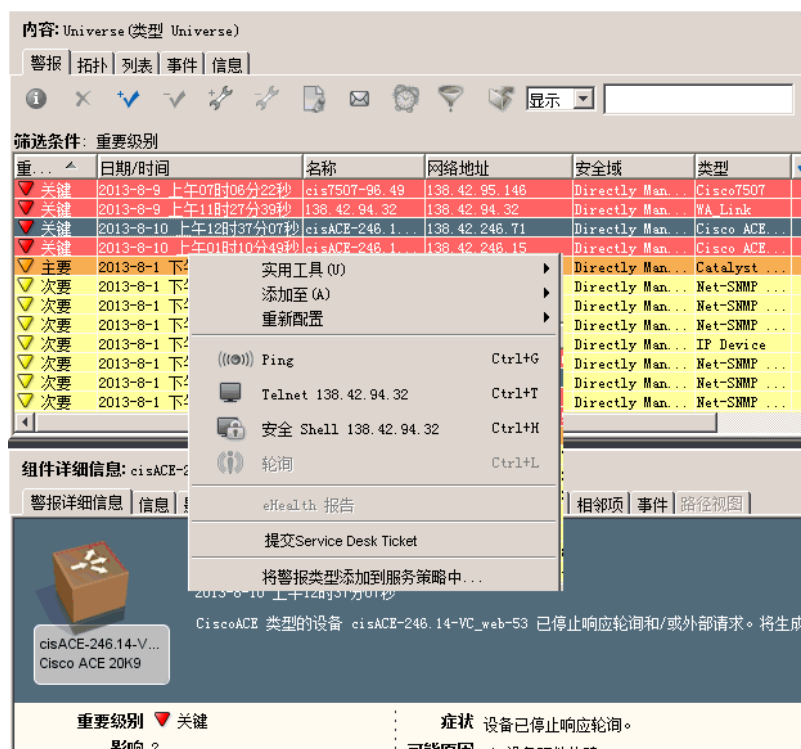 内容: Universe(类型 Universe)
警报 拓扑 列表 事件 信息
显示
筛选条件: 重要级别
重... 日期/时间 名称 网络地址 安全域 类型
关键 2013-8-9 上午07时06分22秒 cis7507-96.49 138.42.95.146 Directly Man... Cisco7507
关键 2013-8-9 上午11时27分39秒 138.42.94.32 138.42.94.32 Directly Man... WA_Link
关键 2013-8-10 上午12时37分07秒 cisACE-246.1... 138.42.246.71 Directly Man... Cisco ACE...
关键 2013-8-10 上午01时10分49秒 cisACE-246.1... 138.42.246.15 Directly Man... Cisco ACE...
主要 2013-8-1 下 Directly Man... Catalyst ...
次要 2013-8-1 下 Directly Man... Net-SNMP ...
次要 2013-8-1 下 Directly Man... Net-SNMP ...
次要 2013-8-1 下 Directly Man... Net-SNMP ...
次要 2013-8-1 下 Directly Man... IP Device
次要 2013-8-1 下 Directly Man... Net-SNMP ...
次要 2013-8-1 下 Directly Man... Net-SNMP ...
次要 2013-8-1 下 Directly Man... Net-SNMP ...
实用工具(U)
添加至(A)
重新配置
Ping Ctrl+G
Telnet 138.42.94.32 Ctrl+T
安全 Shell 138.42.94.32 Ctrl+H
轮询 Ctrl+L
eHealth 报告
提交Service Desk Ticket
将警报类型添加到服务策略中...
组件详细信息: cisACE-2
警报详细信息 信息 相邻项 事件 路径视图
2013-8-10 上午12时37分07秒
CiscoACE 类型的设备 cisACE-246.14-VC_web-53 已停止响应轮询和/或外部请求。将生成
cisACE-246.14-V...
Cisco ACE 20K9
重要级别 关键
症状 设备已停止响应轮询。
影响 2
可能原因